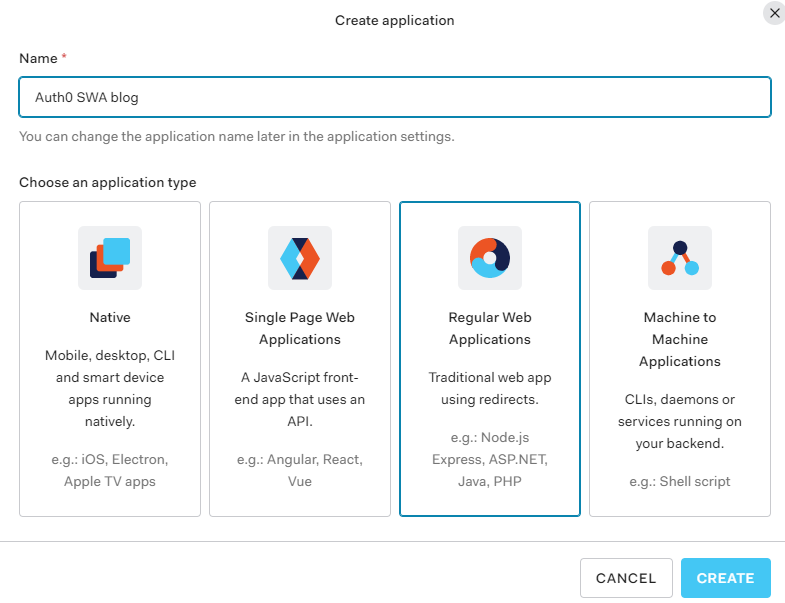 Create application
Name *
Auth0 SWA blog
You can change the application name later in the application settings.
Choose an application type
Native
Mobile, desktop, CLI
and smart device
apps running
natively.
e.g.: iOS, Electron,
Apple TV apps
Single Page Web
Applications
A JavaScript front-
end app that uses an
API.
e.g.: Angular, React,
Vue
Regular Web
Applications
Traditional web app
using redirects.
e.g.: Node.js
Express, ASP.NET,
Java, PHP
Machine to
Machine
Applications
CLIs, daemons or
services running on
your backend.
e.g.: Shell script
CANCEL
CREATE